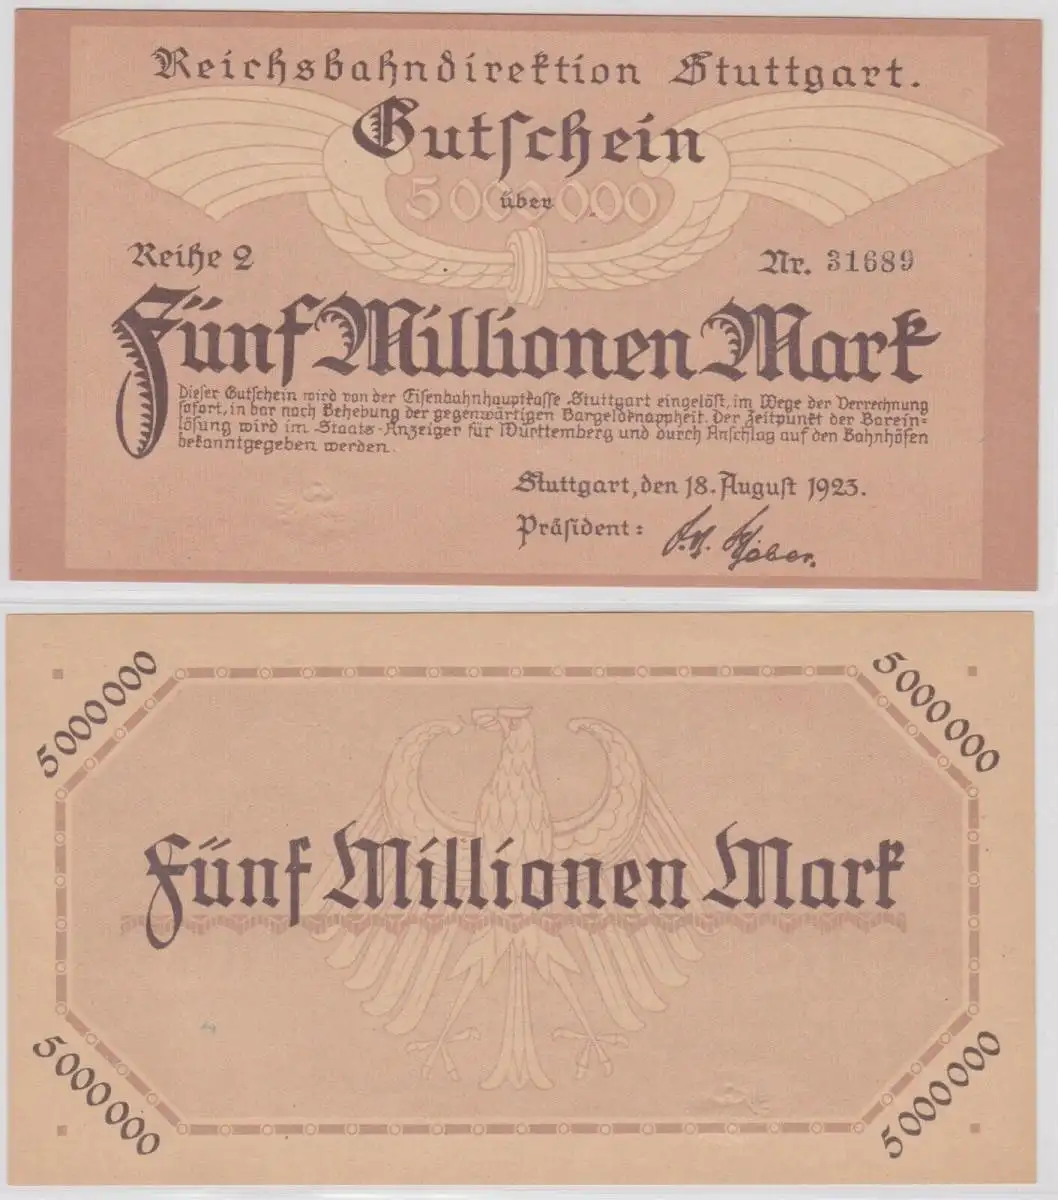 Reichsbahndirektion Stuttgart.
Gutschein
5 000 000
über
Reihe 2
Nr. 31689
Fünf Millionen Mark
Dieser Gutschein wird von der Eisenbahnhauptkasse Stuttgart eingelöst, im Wege der Verrechnung
sofort, in bar nach Behebung der gegenwärtigen Bargeldknappheit. Der Zeitpunkt der Barein=
lösung wird im Staats-Anzeiger für Württemberg und durch Anschlag auf den Bahnhöfen
bekanntgegeben werden.
Stuttgart, den 18. August 1923.
Präsident:
5000000
5000000
Fünf Millionen Mark
5000000
5000000